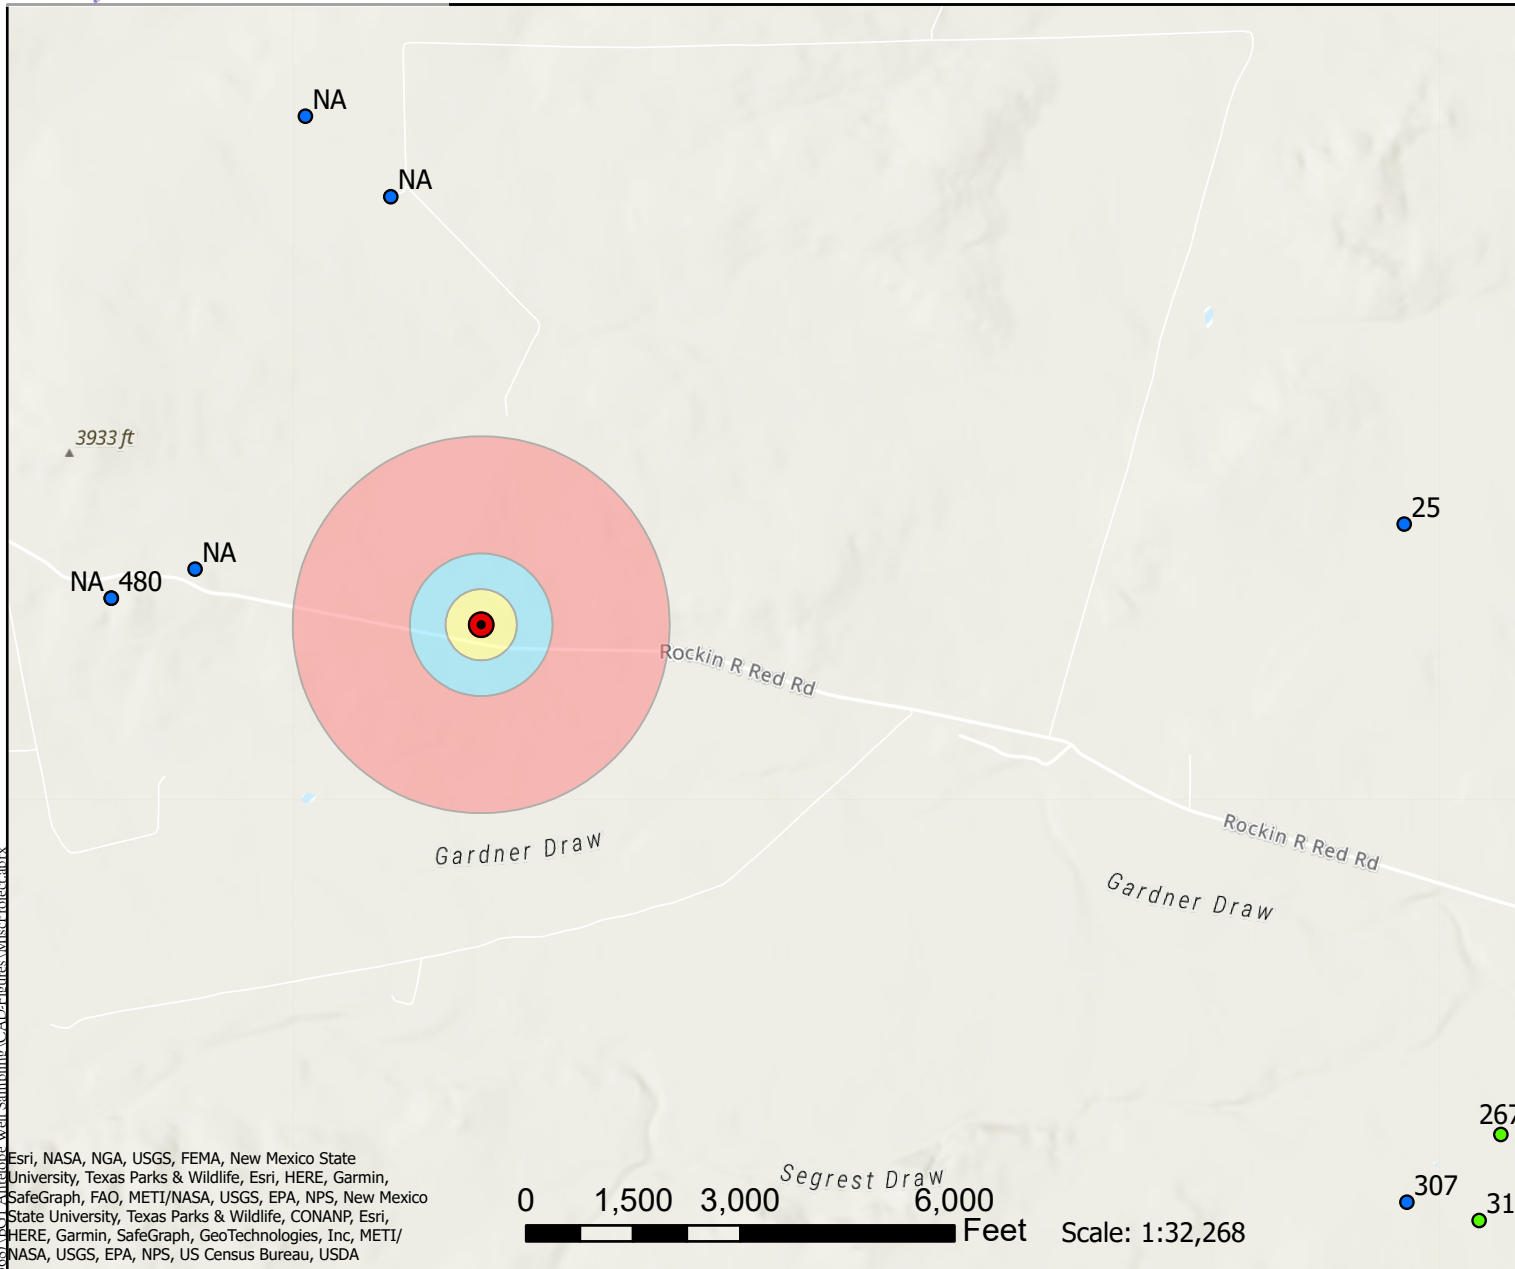 NA
NA
3933 ft
25
NA
NA 480
Rockin R Red Rd
Gardner Draw
Rockin R Red Rd
Gardner Draw
267
Segrest Draw
307
31
0 1,500 3,000 6,000
Feet
Scale: 1:32,268
Esri, NASA, NGA, USGS, FEMA, New Mexico State
University, Texas Parks & Wildlife, Esri, HERE, Garmin,
SafeGraph, FAO, METI/NASA, USGS, EPA, NPS, New Mexico
State University, Texas Parks & Wildlife, CONANP, Esri,
HERE, Garmin, SafeGraph, GeoTechnologies, Inc, METI/
NASA, USGS, EPA, NPS, US Census Bureau, USDA